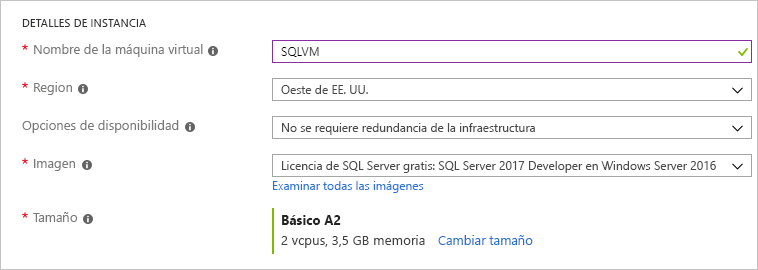 DETALLES DE INSTANCIA
* Nombre de la máquina virtual
SQLVM
* Region
Oeste de EE. UU.
Opciones de disponibilidad
No se requiere redundancia de la infraestructura
* Imagen
Licencia de SQL Server gratis: SQL Server 2017 Developer en Windows Server 2016
Examinar todas las imágenes
* Tamaño
Básico A2
2 vcpus, 3,5 GB memoria Cambiar tamaño